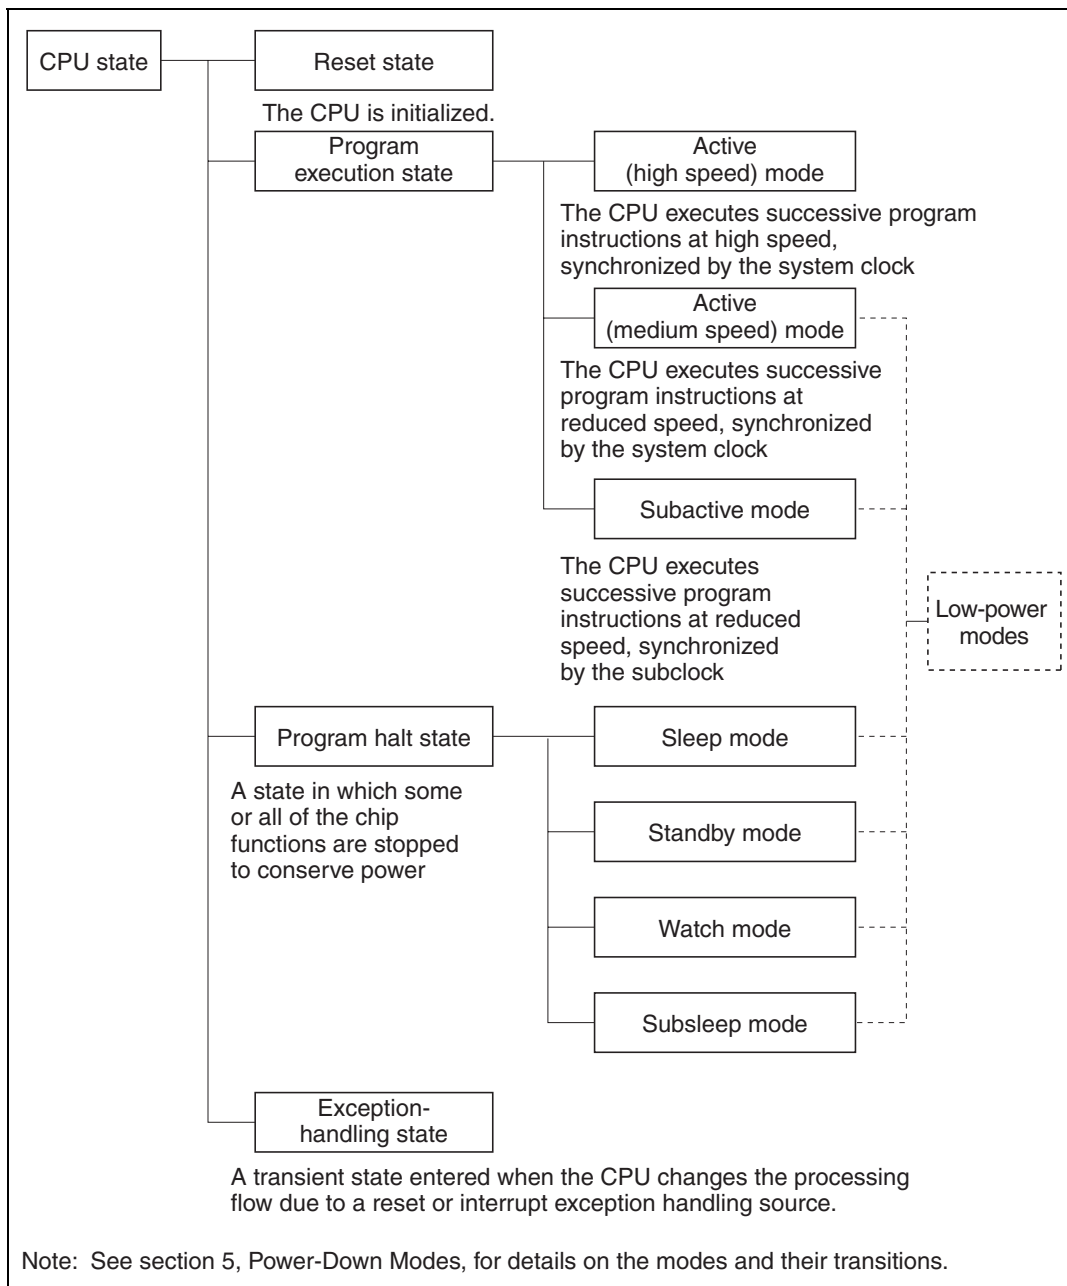 CPU state
Reset state
The CPU is initialized.
Program
execution state
Active
(high speed) mode
The CPU executes successive program
instructions at high speed,
synchronized by the system clock
Active
(medium speed) mode
The CPU executes successive
program instructions at
reduced speed, synchronized
by the system clock
Subactive mode
The CPU executes
successive program
instructions at reduced
speed, synchronized
by the subclock
Low-power
modes
Program halt state
A state in which some
or all of the chip
functions are stopped
to conserve power
Sleep mode
Standby mode
Watch mode
Subsleep mode
Exception-
handling state
A transient state entered when the CPU changes the processing
flow due to a reset or interrupt exception handling source.
Note: See section 5, Power-Down Modes, for details on the modes and their transitions.